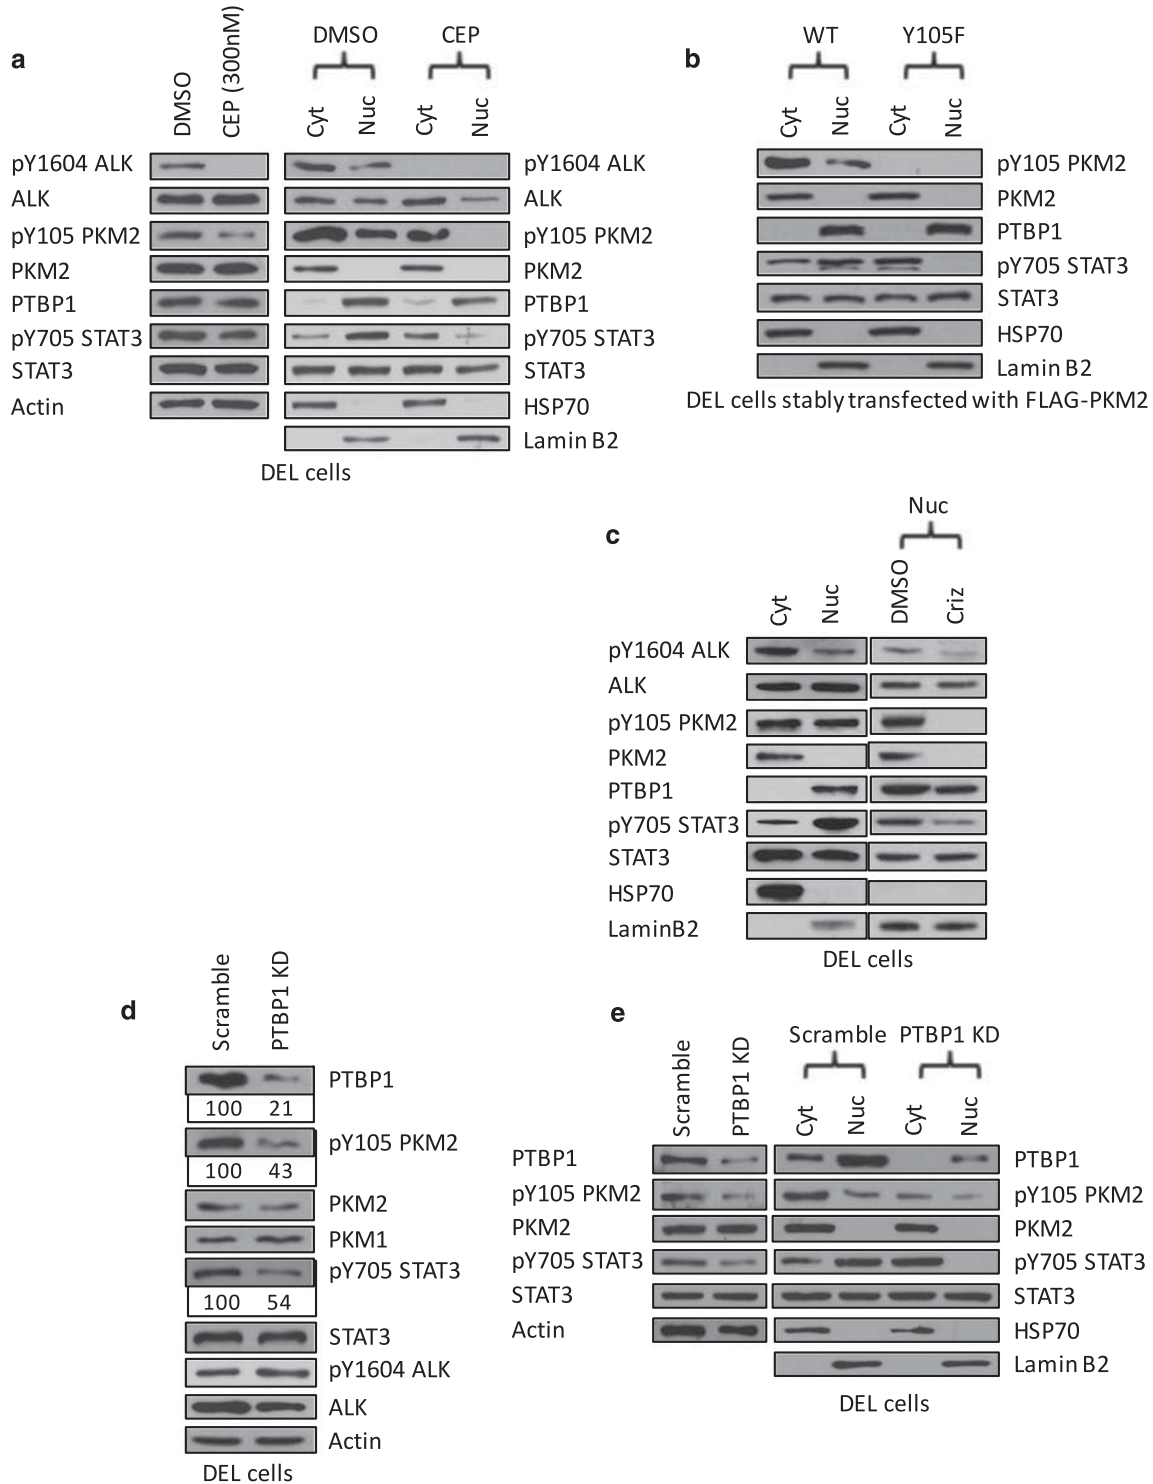 a
DMSO
CEP (300nM)
DMSO CEP
Cyt Nuc Cyt Nuc
pY1604 ALK pY1604 ALK
ALK ALK
pY105 PKM2 pY105 PKM2
PKM2 PKM2
PTBP1 PTBP1
pY705 STAT3 pY705 STAT3
STAT3 STAT3
Actin HSP70
Lamin B2
DEL cells
b
WT Y105F
Cyt Nuc Cyt Nuc
pY105 PKM2
PKM2
PTBP1
pY705 STAT3
STAT3
HSP70
Lamin B2
DEL cells stably transfected with FLAG-PKM2
c
Nuc
Cyt Nuc DMSO Criz
pY1604 ALK
ALK
pY105 PKM2
PKM2
PTBP1
pY705 STAT3
STAT3
HSP70
LaminB2
DEL cells
d
Scramble PTBP1 KD
PTBP1
100 21
pY105 PKM2
100 43
PKM2
PKM1
pY705 STAT3
100 54
STAT3
pY1604 ALK
ALK
Actin
DEL cells
e
Scramble PTBP1 KD
Scramble PTBP1 KD
Cyt Nuc Cyt Nuc
PTBP1 PTBP1
pY105 PKM2 pY105 PKM2
PKM2 PKM2
pY705 STAT3 pY705 STAT3
STAT3 STAT3
Actin HSP70
Lamin B2
DEL cells